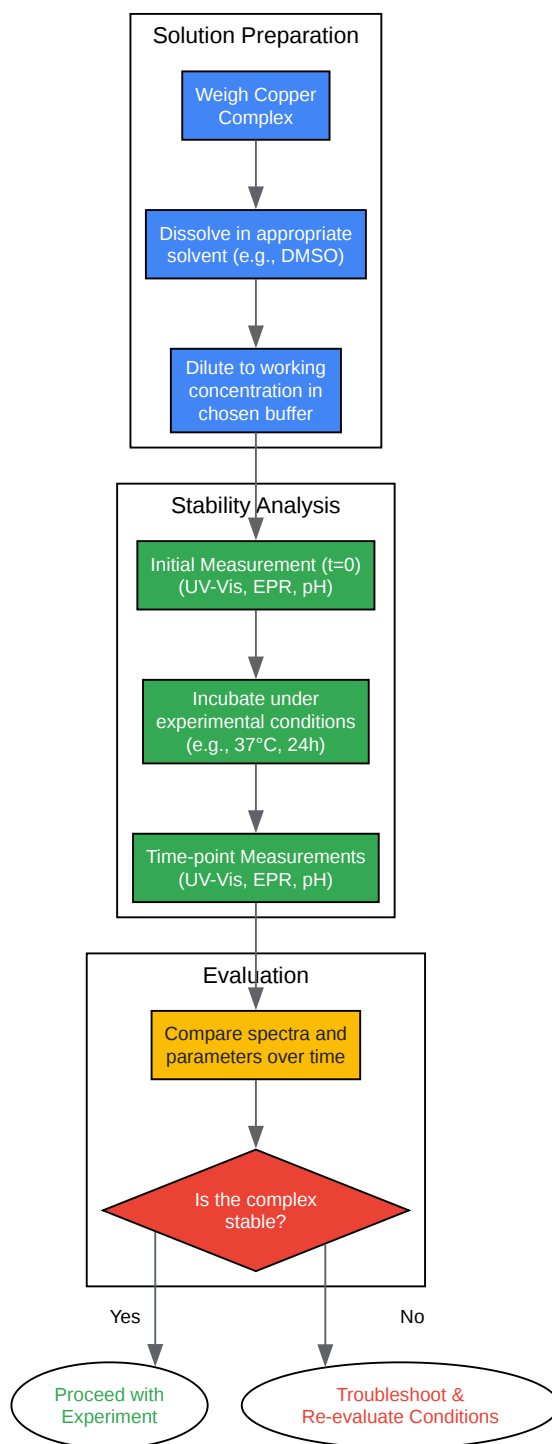 Solution Preparation
Weigh Copper
Complex
Dissolve in appropriate
solvent (e.g., DMSO)
Dilute to working
concentration in
chosen buffer
Stability Analysis
Initial Measurement (t=0)
(UV-Vis, EPR, pH)
Incubate under
experimental conditions
(e.g., 37°C, 24h)
Time-point Measurements
(UV-Vis, EPR, pH)
Evaluation
Compare spectra and
parameters over time
Is the complex
stable?
Yes
No
Proceed with
Experiment
Troubleshoot &
Re-evaluate Conditions